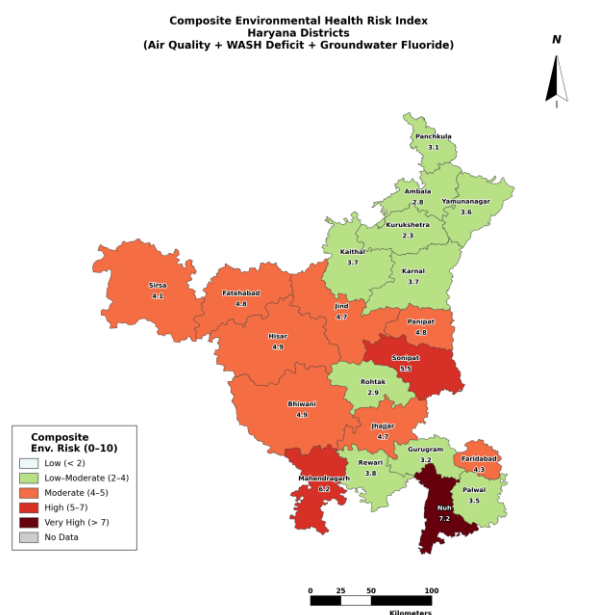 Composite Environmental Health Risk Index
Haryana Districts
(Air Quality + WASH Deficit + Groundwater Fluoride)
N
Panchkula
3.1
Ambala
2.8
Yamunanagar
3.6
Kurukshetra
2.3
Kaithal
3.7
Karnal
3.7
Sirsa
4.1
Fatehabad
4.8
Jind
4.7
Panipat
4.8
Hisar
4.9
Sonipat
5.5
Rohtak
2.9
Bhiwani
4.9
Jhajjar
4.7
Gurugram
3.2
Faridabad
4.3
Rewari
3.8
Mahendragarh
6.2
Palwal
3.5
Nuh
7.2
Composite
Env. Risk (0–10)
Low (< 2)
Low–Moderate (2–4)
Moderate (4–5)
High (5–7)
Very High (> 7)
No Data
0 25 50 100
Kilometers